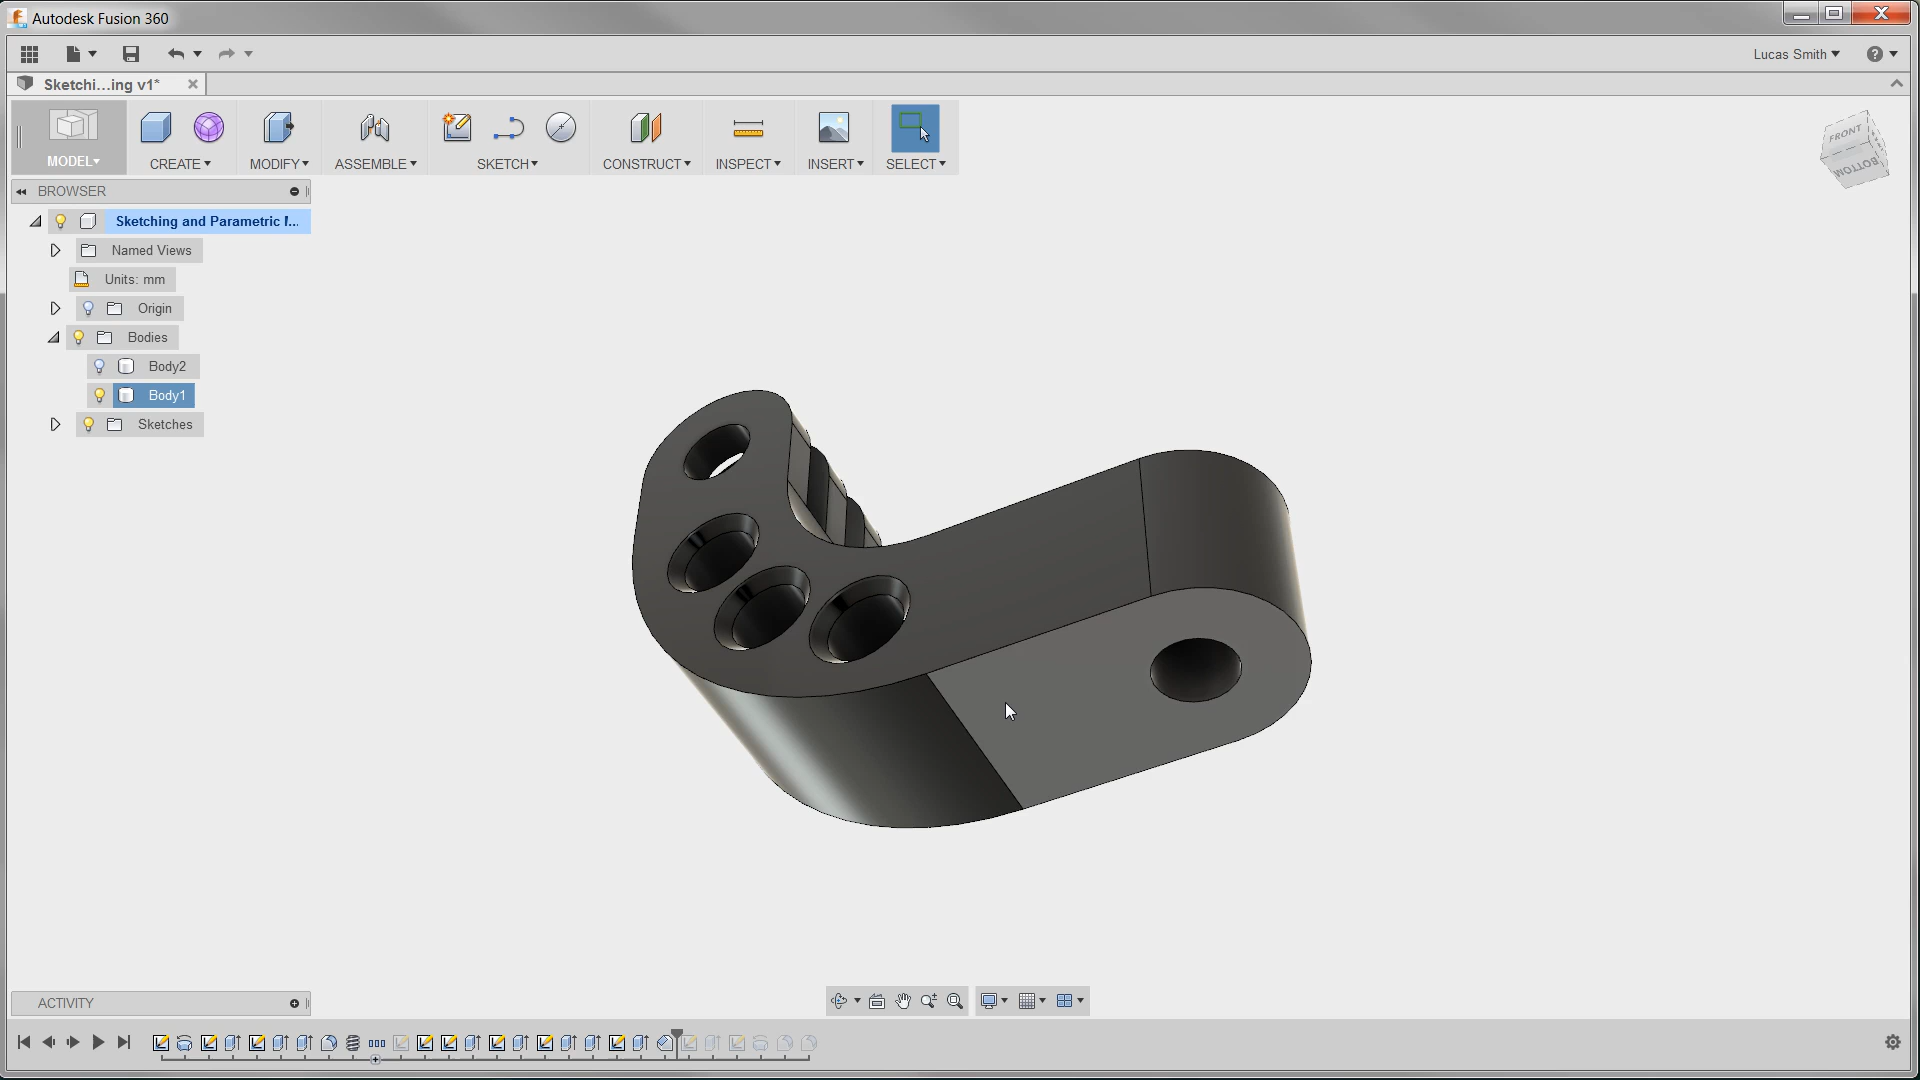 Autodesk Fusion 360
Lucas Smith
Sketchi...ing v1*
MODEL
CREATE
MODIFY
ASSEMBLE
SKETCH
CONSTRUCT
INSPECT
INSERT
SELECT
FRONT
BOTTOM
BROWSER
Sketching and Parametric M...
Named Views
Units: mm
Origin
Bodies
Body2
Body1
Sketches
ACTIVITY